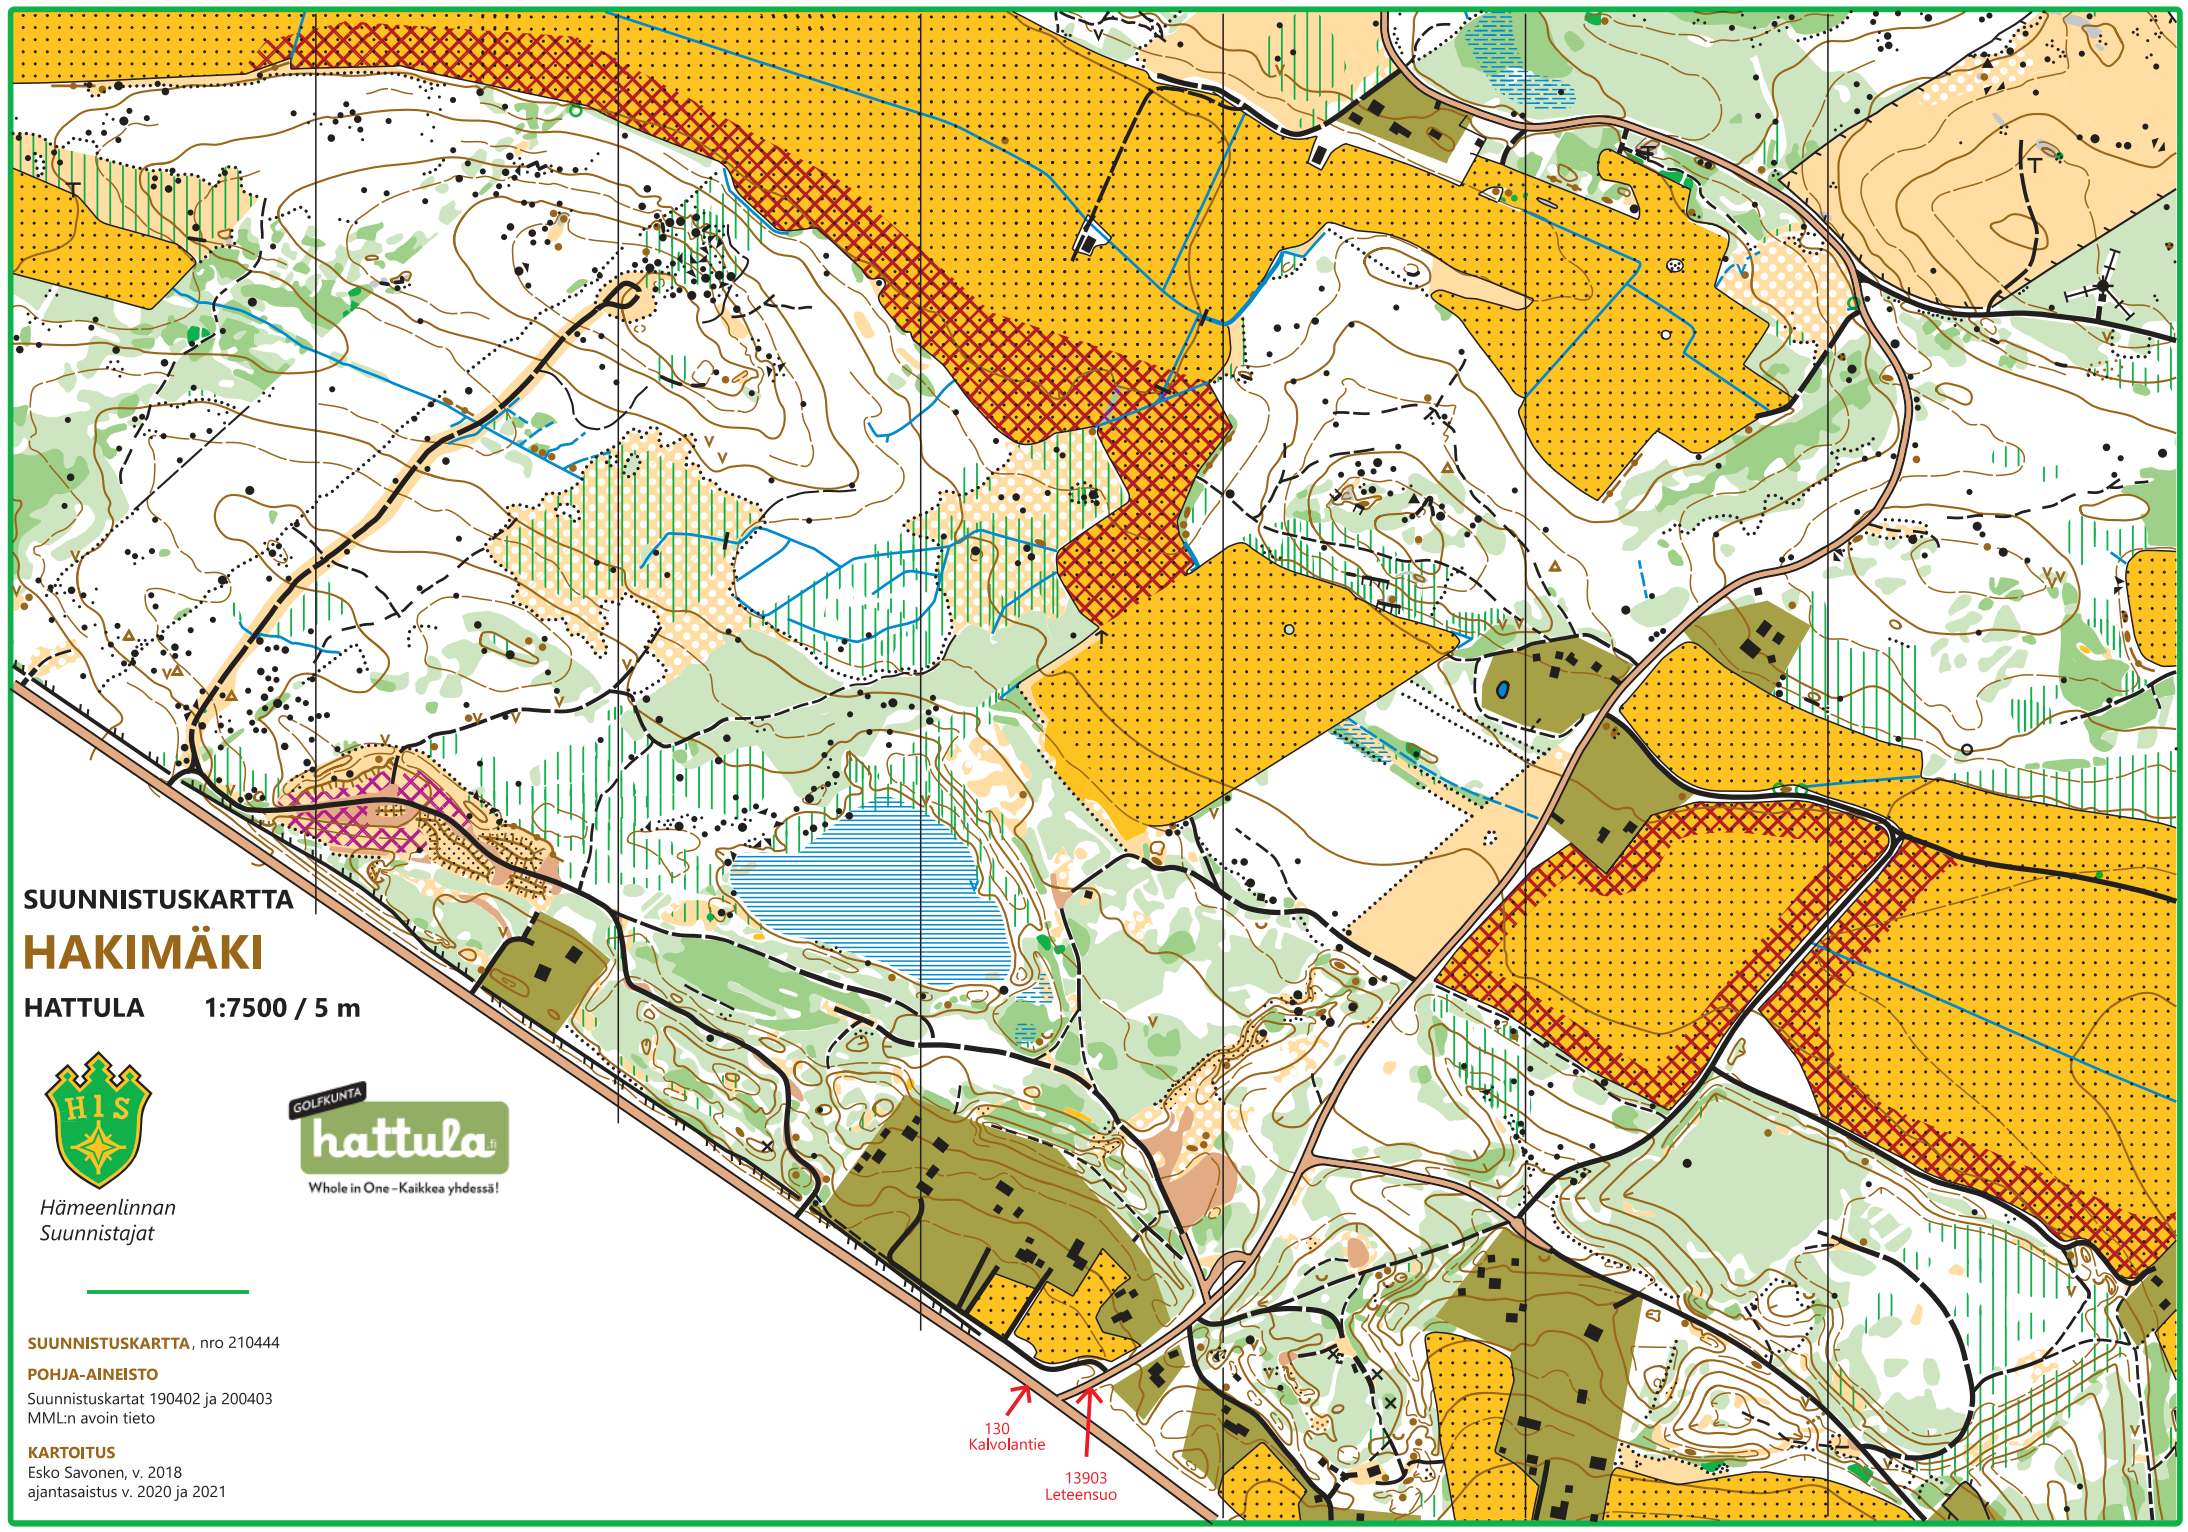 SUUNNISTUSKARTTA
HAKIMÄKI
HATTULA 1:7500 / 5 m
H1S
Hämeenlinnan
Suunnistajat
GOLFKUNTA
hattula.fi
Whole in One – Kaikkea yhdessä!
SUUNNISTUSKARTTA, nro 210444
POHJA-AINEISTO
Suunnistuskartat 190402 ja 200403
MML:n avoin tieto
KARTOITUS
Esko Savonen, v. 2018
ajantasaistus v. 2020 ja 2021
130
Kalvolantie
13903
Leteensuo